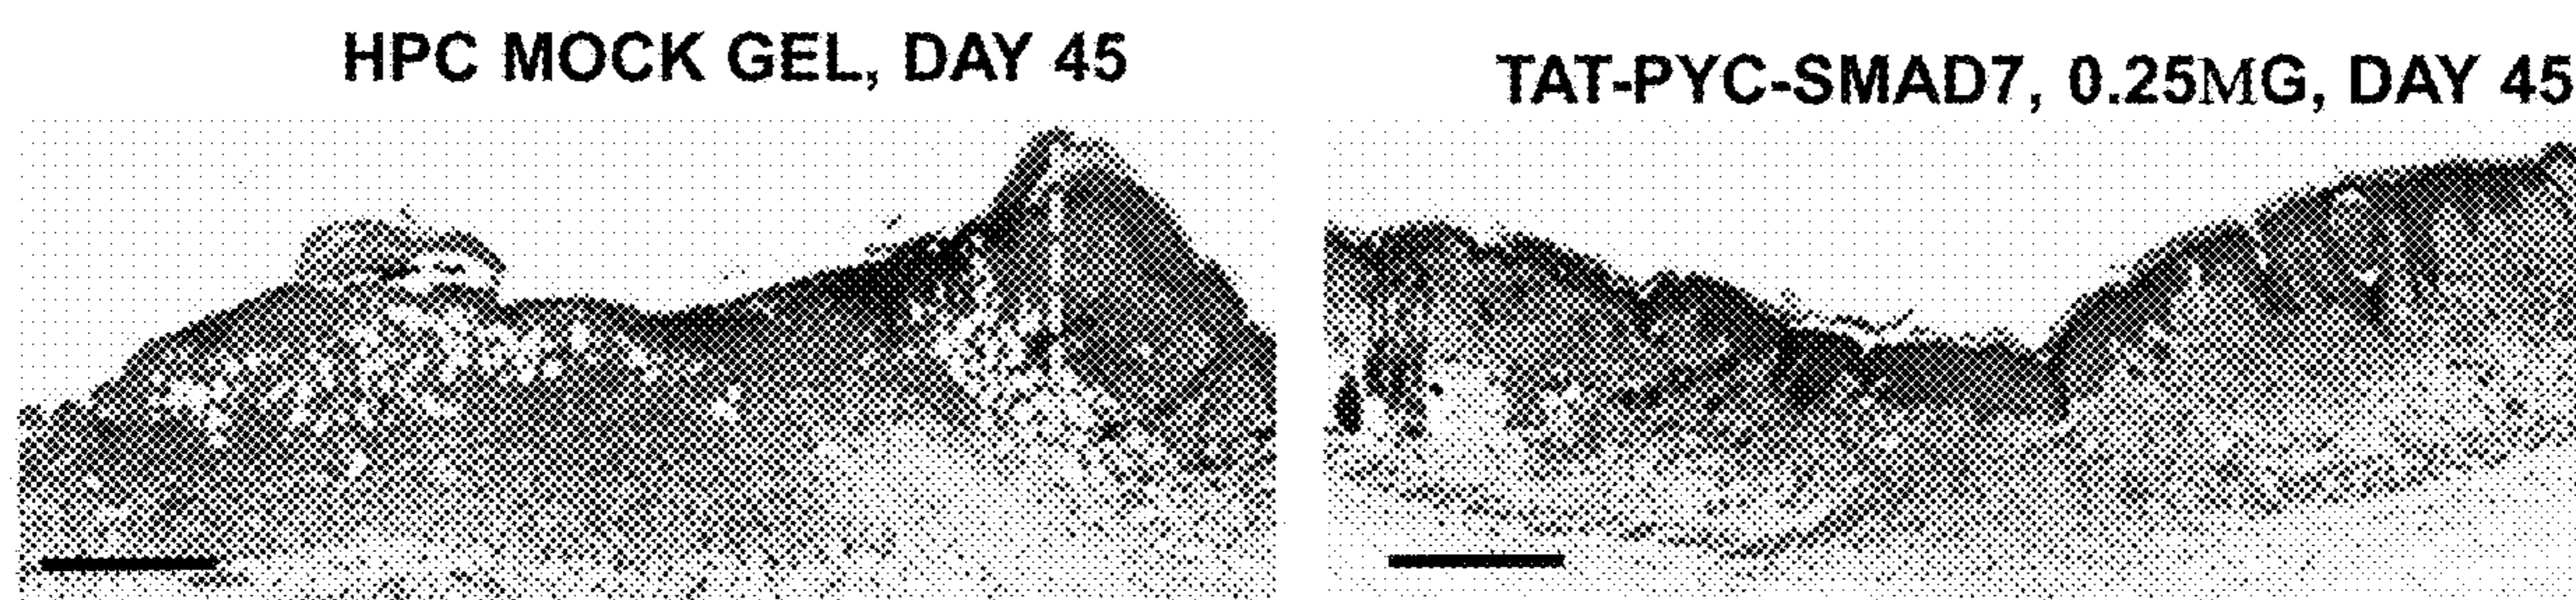 HPC MOCK GEL, DAY 45
TAT-PYC-SMAD7, 0.25MG, DAY 45